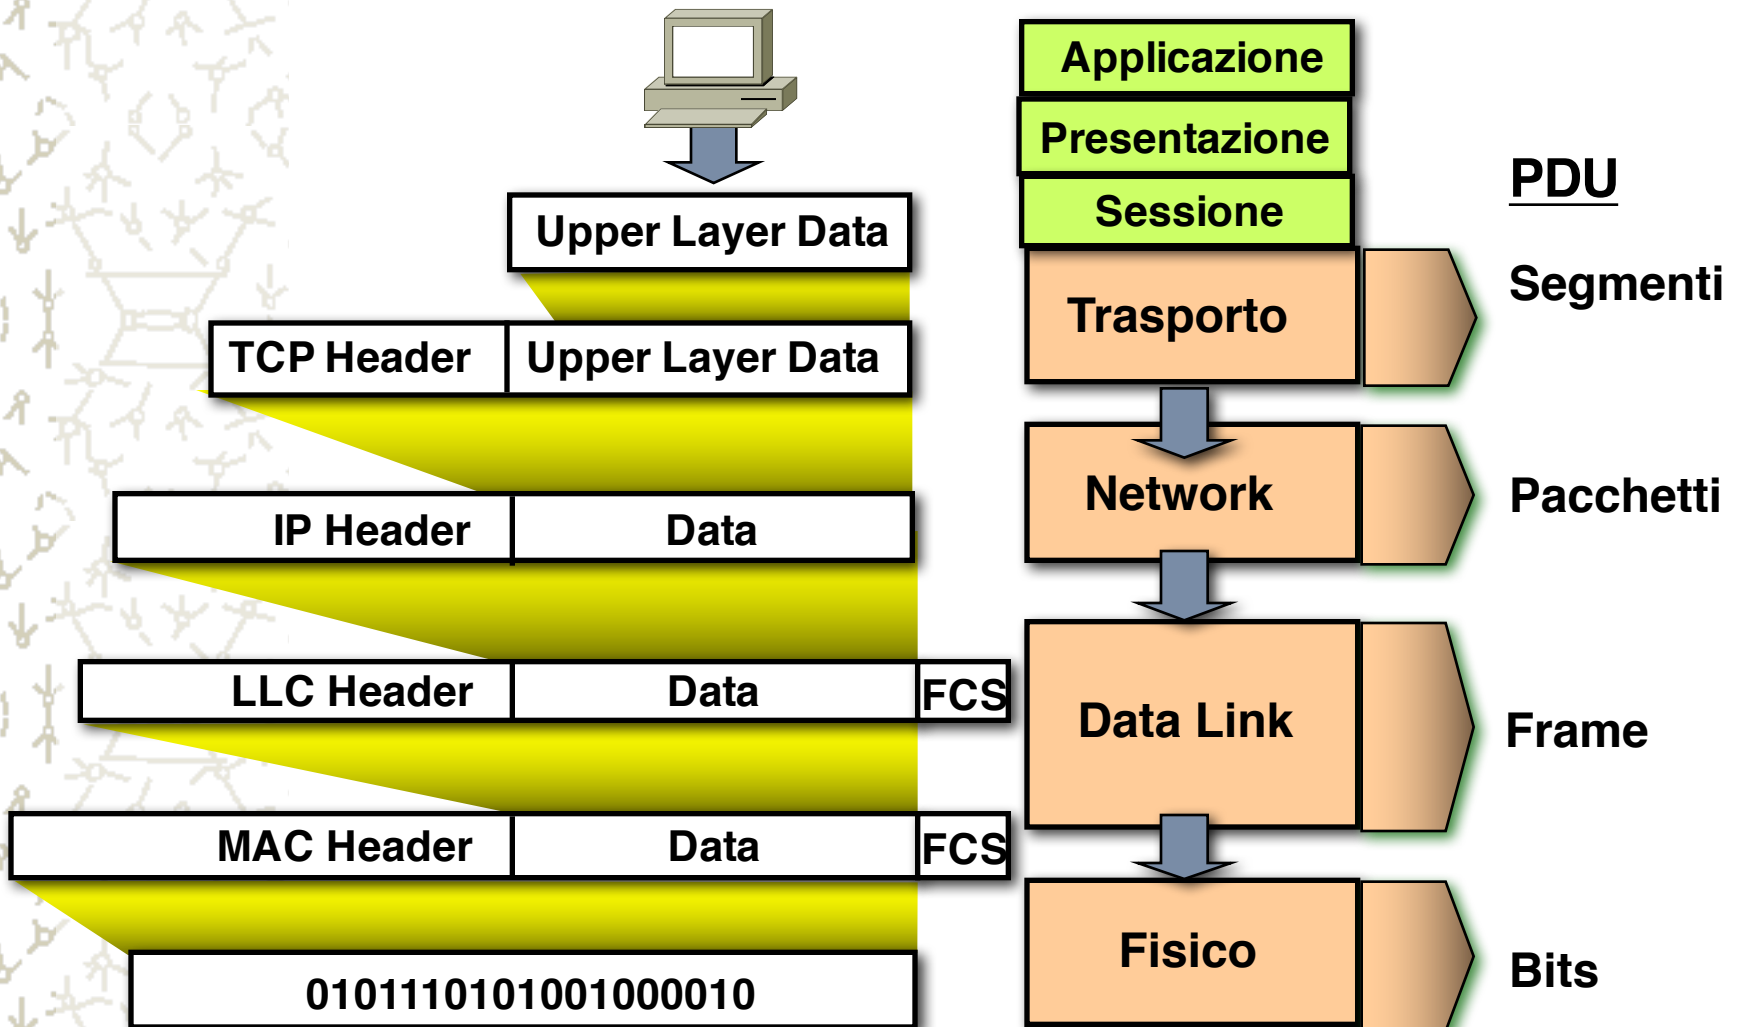 Applicazione
Presentazione
PDU
Upper Layer Data
Sessione
Segmenti
TCP Header Upper Layer Data
Trasporto
IP Header Data
Network
Pacchetti
LLC Header Data FCS
Data Link
Frame
MAC Header Data FCS
Fisico
Bits
0101110101001000010